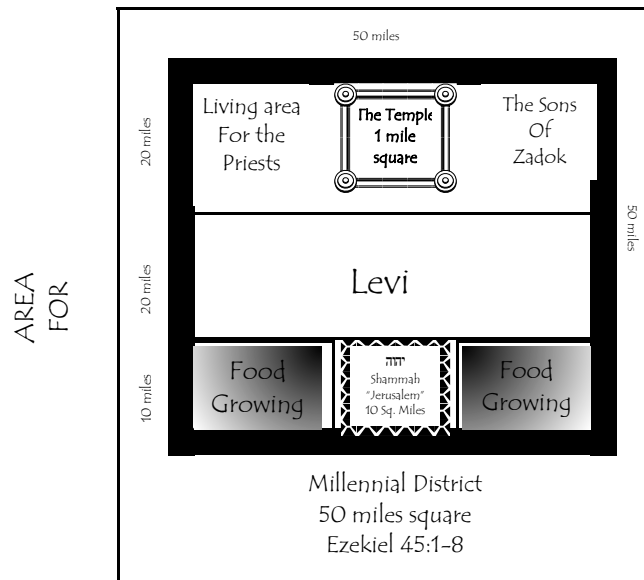 50 miles
Living area
For the
Priests
The Temple
1 mile
square
The Sons
Of
Zadok
20 miles
50 miles
AREA
FOR
Levi
20 miles
Food
Growing
יהוה
Shammah
“Jerusalem”
10 Sq. Miles
Food
Growing
10 miles
Millennial District
50 miles square
Ezekiel 45:1-8